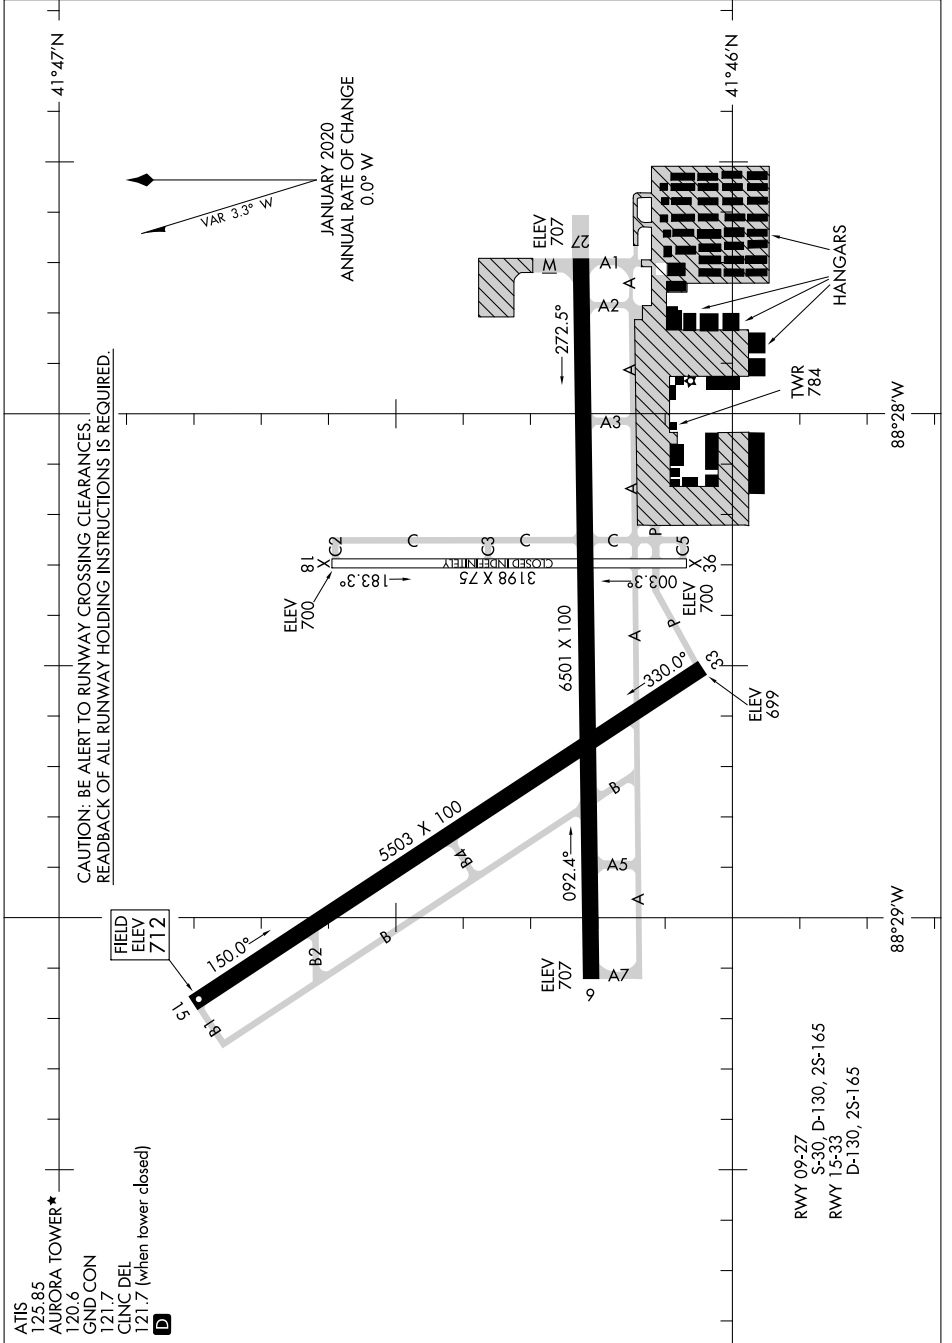 ATIS
125.85
AURORA TOWER★
120.6
GND CON
121.7
CLNC DEL
121.7 (when tower closed)
D
CAUTION: BE ALERT TO RUNWAY CROSSING CLEARANCES.
READBACK OF ALL RUNWAY HOLDING INSTRUCTIONS IS REQUIRED.
41°47'N
JANUARY 2020
ANNUAL RATE OF CHANGE
0.0° W
VAR 3.3° W
FIELD
ELEV
712
15
150.0°
B1
B2
B
B4
5503 X 100
B
330.0°
33
ELEV
699
ELEV
700
18
X
183.3°
3198 X 75
CLOSED INDEFINITELY
003.3°
X
36
ELEV
700
C2
C
C3
C
C
C5
ELEV
707
9
092.4°
6501 X 100
272.5°
27
ELEV
707
W
A7
A
A5
A
P
P
A
A3
A
A2
A
A1
TWR
784
HANGARS
41°46'N
88°29'W
88°28'W
RWY 09-27
S-30, D-130, 2S-165
RWY 15-33
D-130, 2S-165